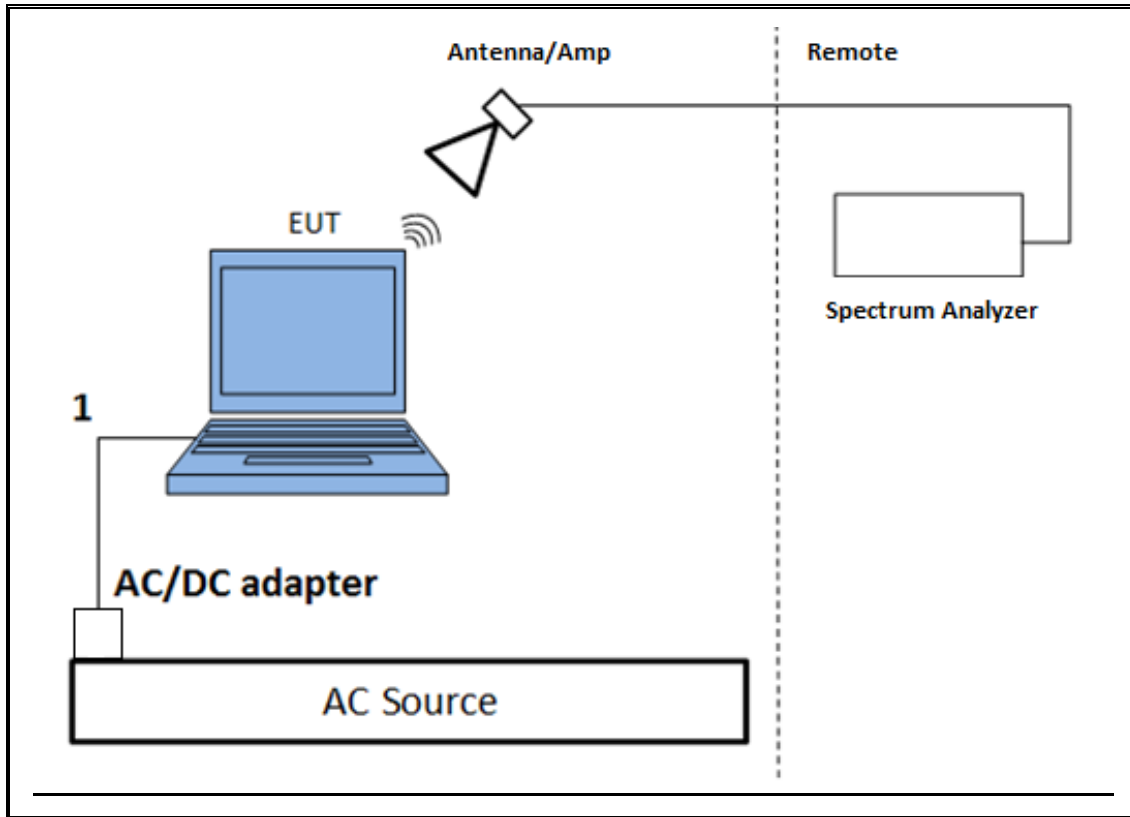 Antenna/Amp
Remote
EUT
Spectrum Analyzer
1
AC/DC adapter
AC Source